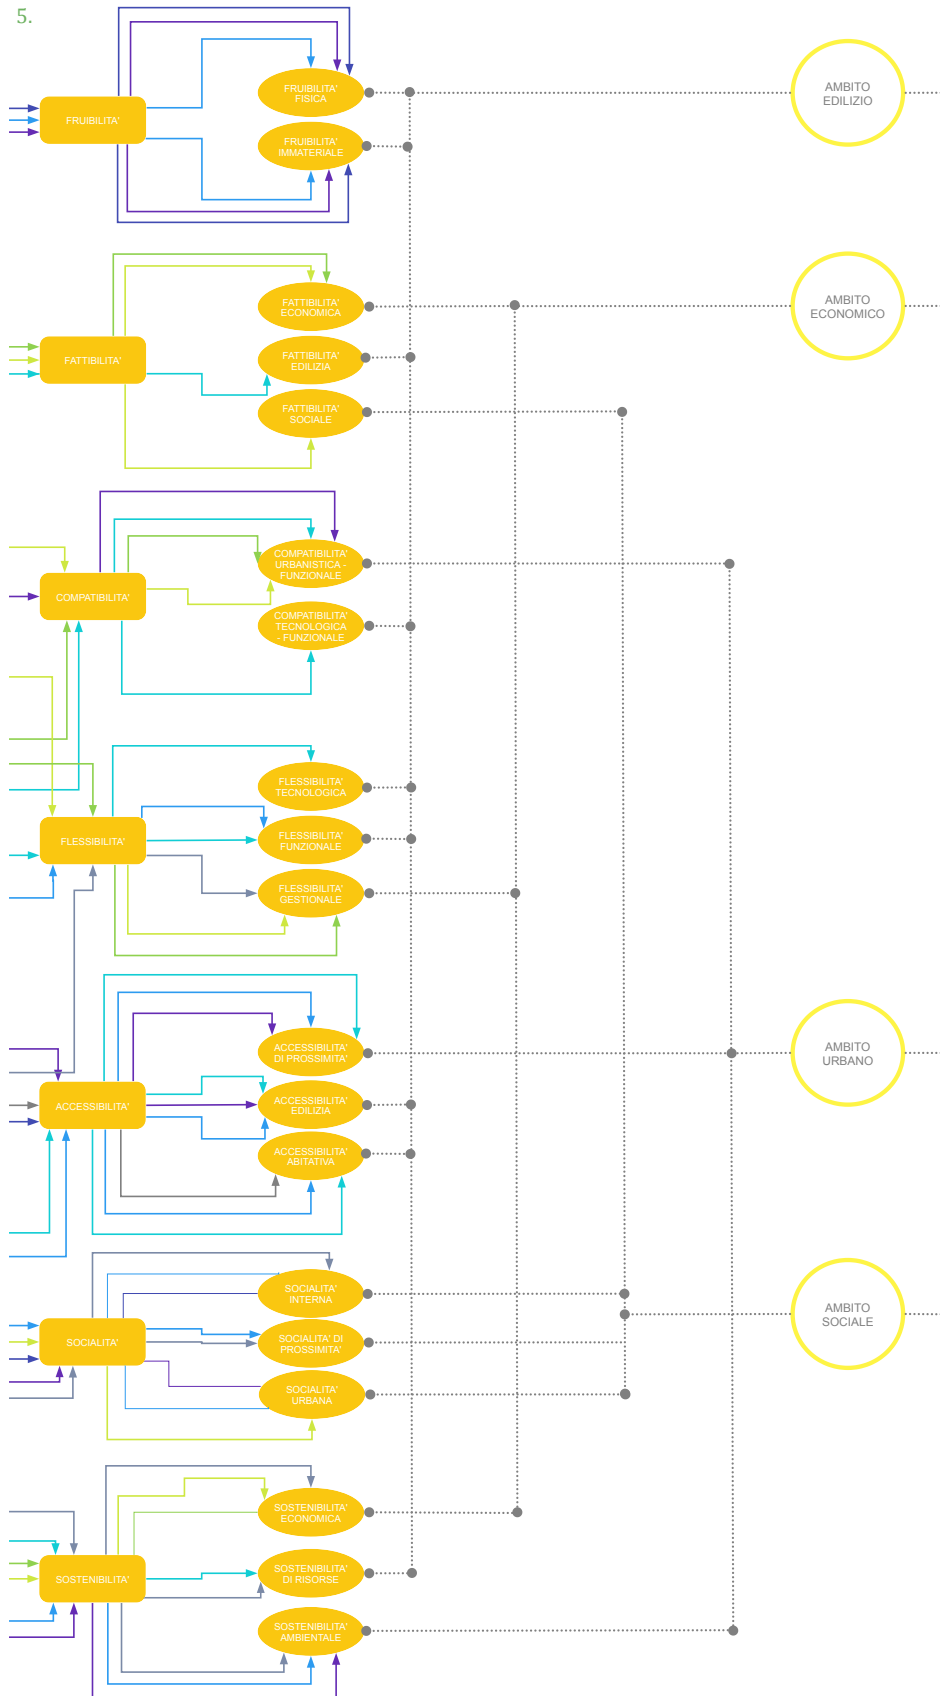 5.
FRUIBILITA'
FRUIBILITA'
FISICA
FRUIBILITA'
IMMATERIALE
AMBITO
EDILIZIO
FATTIBILITA'
FATTIBILITA'
ECONOMICA
FATTIBILITA'
EDILIZIA
FATTIBILITA'
SOCIALE
AMBITO
ECONOMICO
COMPATIBILITA'
COMPATIBILITA'
URBANISTICA -
FUNZIONALE
COMPATIBILITA'
TECNOLOGICA
- FUNZIONALE
FLESSIBILITA'
FLESSIBILITA'
TECNOLOGICA
FLESSIBILITA'
FUNZIONALE
FLESSIBILITA'
GESTIONALE
ACCESSIBILITA'
ACCESSIBILITA'
DI PROSSIMITA'
ACCESSIBILITA'
EDILIZIA
ACCESSIBILITA'
ABITATIVA
AMBITO
URBANO
SOCIALITA'
SOCIALITA'
INTERNA
SOCIALITA' DI
PROSSIMITA'
SOCIALITA'
URBANA
AMBITO
SOCIALE
SOSTENIBILITA'
SOSTENIBILITA'
ECONOMICA
SOSTENIBILITA'
DI RISORSE
SOSTENIBILITA'
AMBIENTALE